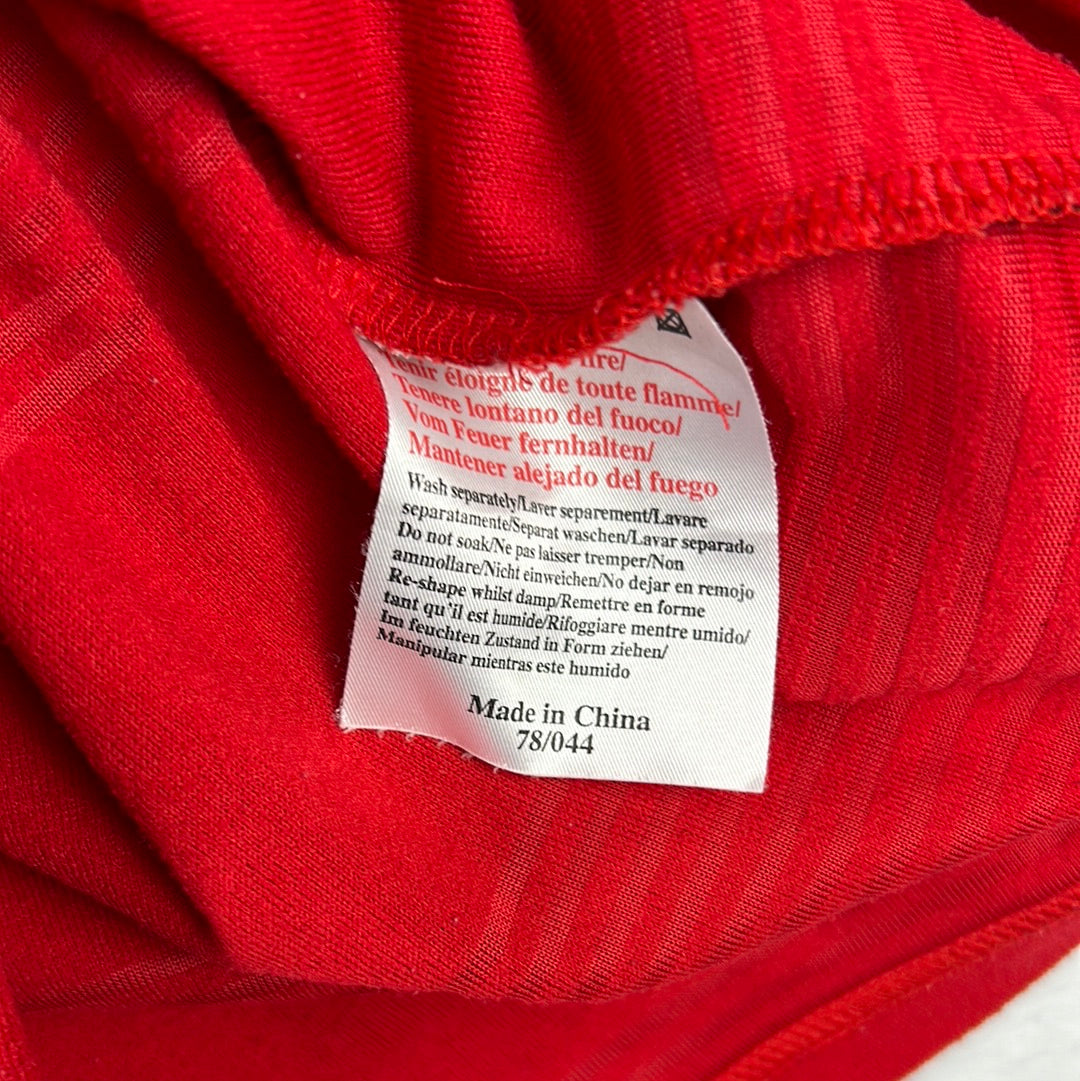 fire/
Tenir éloigné de toute flamme/
Tenere lontano del fuoco/
Vom Feuer fernhalten/
Mantener alejado del fuego
Wash separately/Laver separement/Lavare
separatamente/Separat waschen/Lavar separado
Do not soak/Ne pas laisser tremper/Non
ammollare/Nicht einweichen/No dejar en remojo
Re-shape whilst damp/Remettre en forme
tant qu'il est humide/Rifoggiare mentre umido/
Im feuchten Zustand in Form ziehen/
Manipular mientras este humido
Made in China
78/044